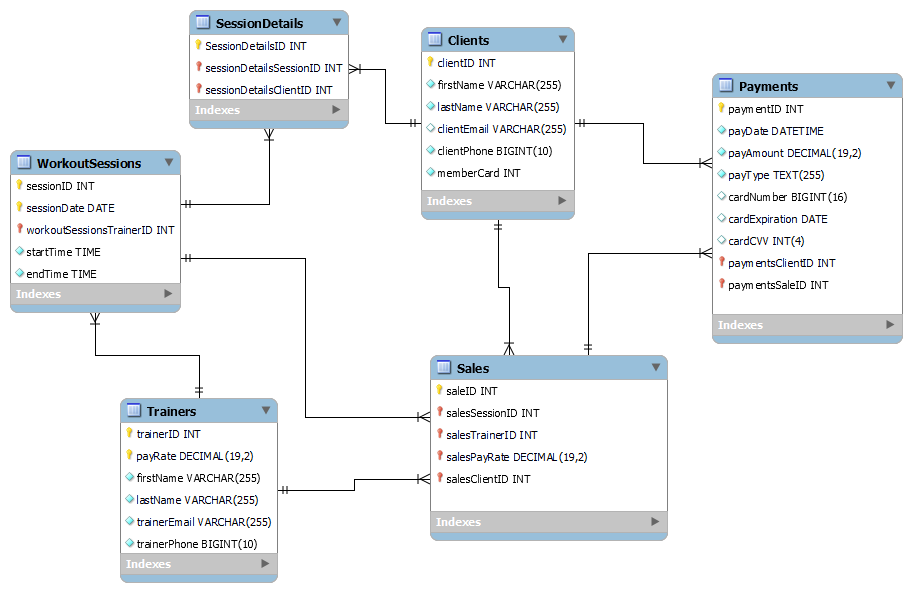 SessionDetails
SessionDetailsID INT
sessionDetailsSessionID INT
sessionDetailsClientID INT
Indexes
Clients
clientID INT
firstName VARCHAR(255)
lastName VARCHAR(255)
clientEmail VARCHAR(255)
clientPhone BIGINT(10)
memberCard INT
Indexes
Payments
paymentID INT
payDate DATETIME
payAmount DECIMAL(19,2)
payType TEXT(255)
cardNumber BIGINT(16)
cardExpiration DATE
cardCVV INT(4)
paymentsClientID INT
paymentsSaleID INT
Indexes
WorkoutSessions
sessionID INT
sessionDate DATE
workoutSessionsTrainerID INT
startTime TIME
endTime TIME
Indexes
Sales
saleID INT
salesSessionID INT
salesTrainerID INT
salesPayRate DECIMAL(19,2)
salesClientID INT
Indexes
Trainers
trainerID INT
payRate DECIMAL(19,2)
firstName VARCHAR(255)
lastName VARCHAR(255)
trainerEmail VARCHAR(255)
trainerPhone BIGINT(10)
Indexes